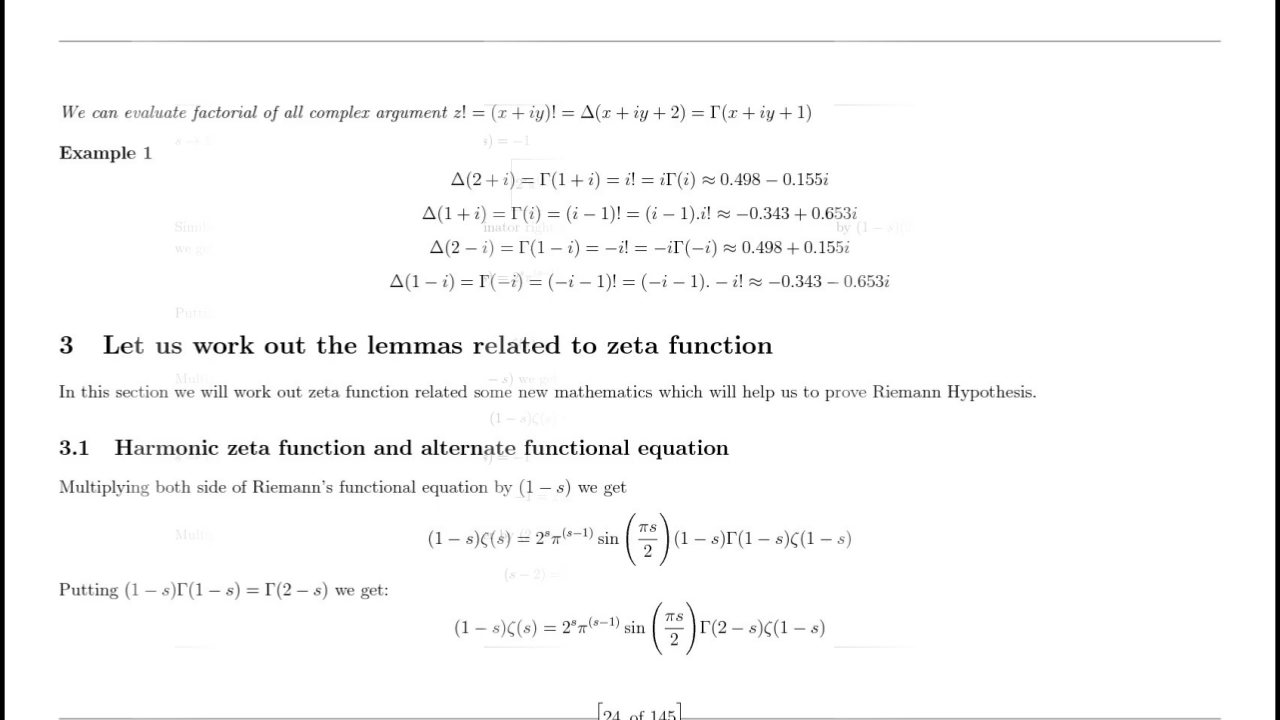 We can evaluate factorial of all complex argument z! = (x + iy)! = Δ(x + iy + 2) = Γ(x + iy + 1)
Example 1
Δ(2 + i) = Γ(1 + i) = i! = iΓ(i) ≈ 0.498 − 0.155i
Δ(1 + i) = Γ(i) = (i − 1)! = (i − 1).i! ≈ −0.343 + 0.653i
Δ(2 − i) = Γ(1 − i) = −i! = −iΓ(−i) ≈ 0.498 + 0.155i
Δ(1 − i) = Γ(−i) = (−i − 1)! = (−i − 1). − i! ≈ −0.343 − 0.653i
3 Let us work out the lemmas related to zeta function
In this section we will work out zeta function related some new mathematics which will help us to prove Riemann Hypothesis.
3.1 Harmonic zeta function and alternate functional equation
Multiplying both side of Riemann's functional equation by (1 − s) we get
(1 − s)ζ(s) = 2^s π^(s−1) sin (πs/2) (1 − s)Γ(1 − s)ζ(1 − s)
Putting (1 − s)Γ(1 − s) = Γ(2 − s) we get:
(1 − s)ζ(s) = 2^s π^(s−1) sin (πs/2) Γ(2 − s)ζ(1 − s)
24 of 145